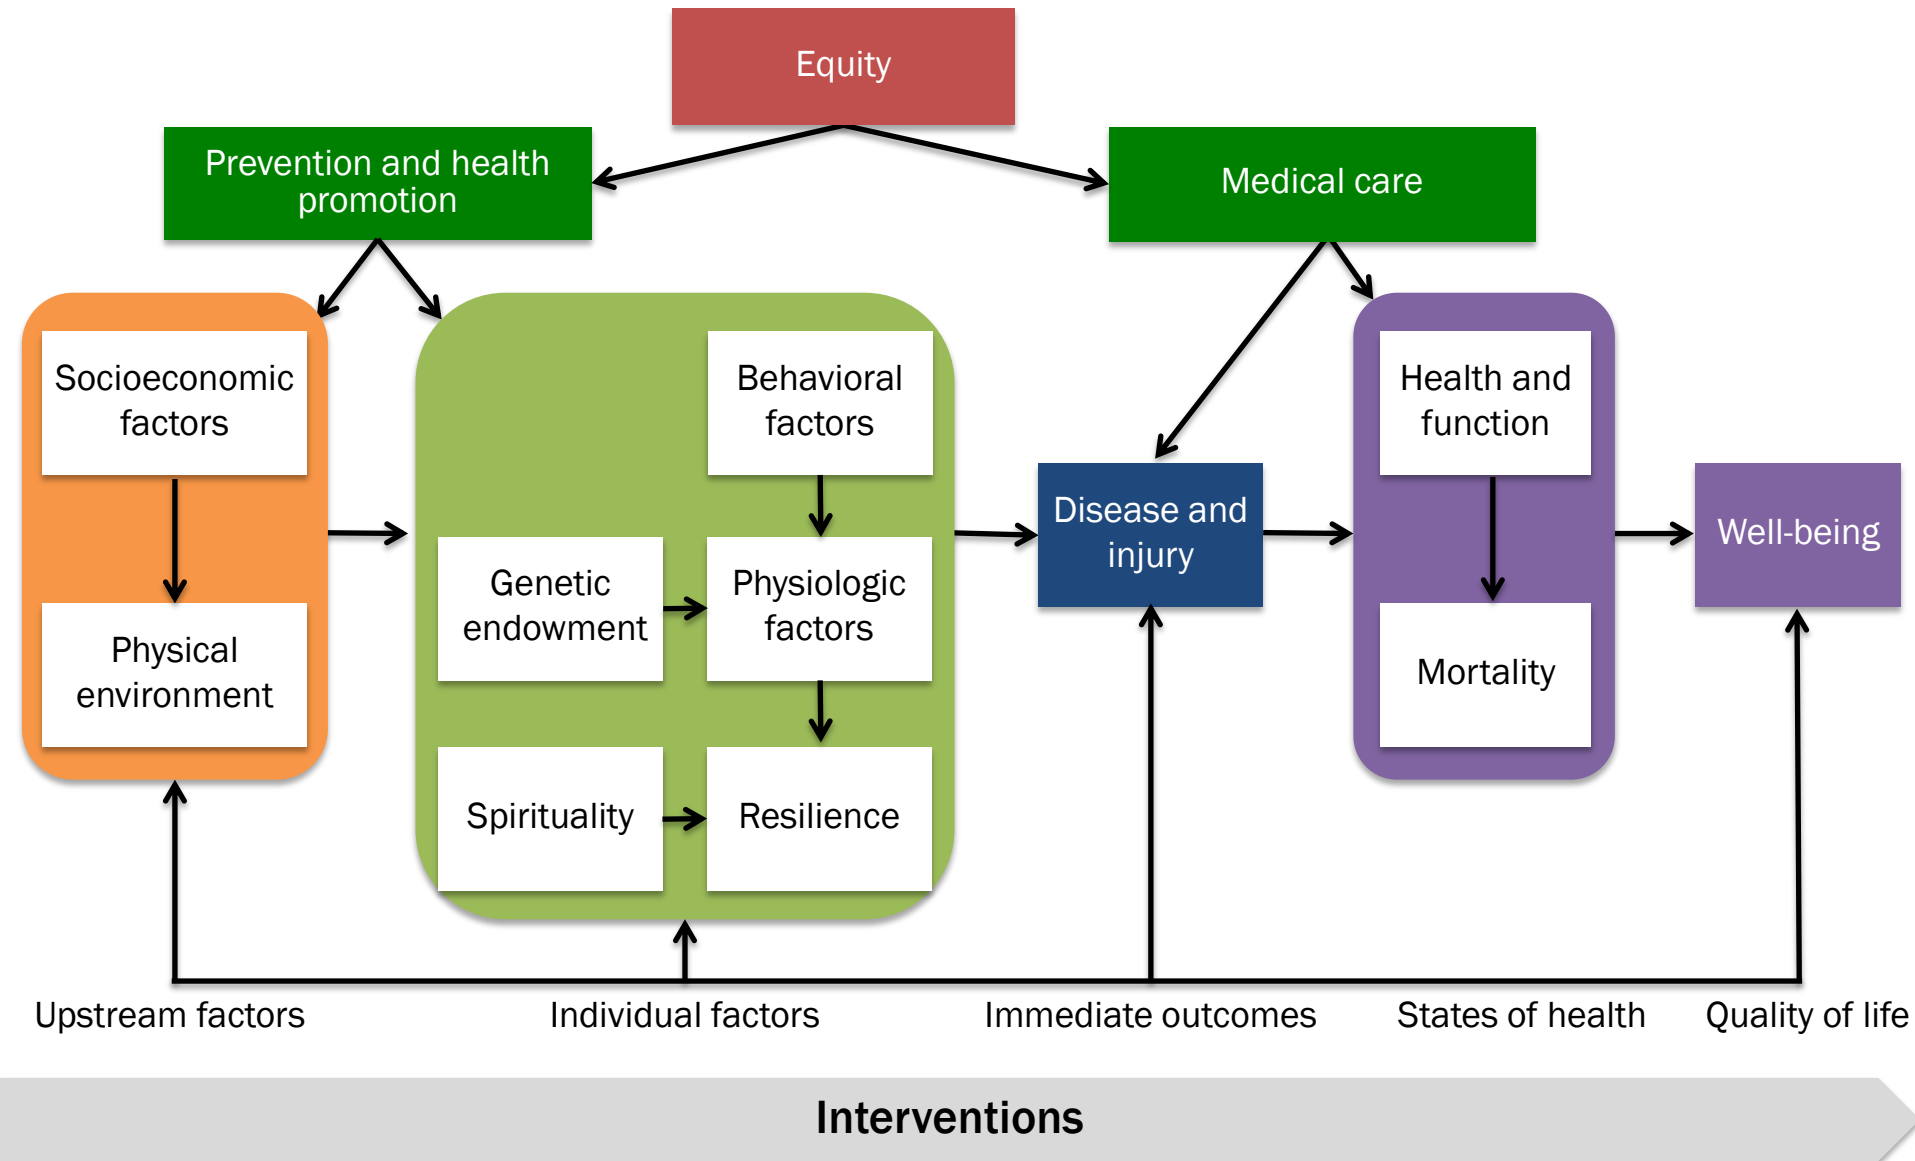 Equity
Prevention and health
promotion
Medical care
Socioeconomic
factors
Physical
environment
Behavioral
factors
Genetic
endowment
Physiologic
factors
Spirituality
Resilience
Disease and
injury
Health and
function
Mortality
Well-being
Upstream factors
Individual factors
Immediate outcomes
States of health
Quality of life
Interventions